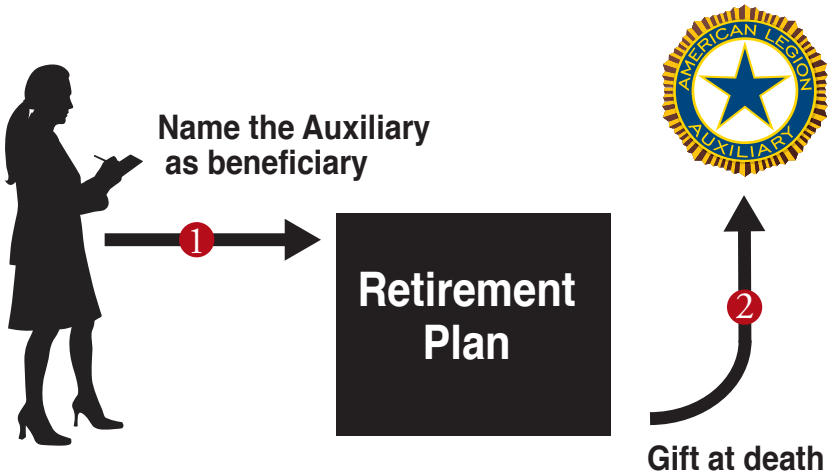 AMERICAN LEGION
AUXILIARY
Name the Auxiliary
as beneficiary
1
Retirement
Plan
2
Gift at death